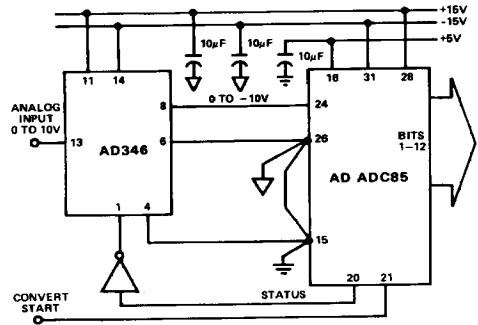 +15V
-15V
+5V
10µF
10µF
10µF
11
14
16
31
28
ANALOG
INPUT
0 TO 10V
13
8
0 TO -10V
24
AD346
6
26
BITS
1-12
AD ADC85
1
4
15
20
21
STATUS
CONVERT
START